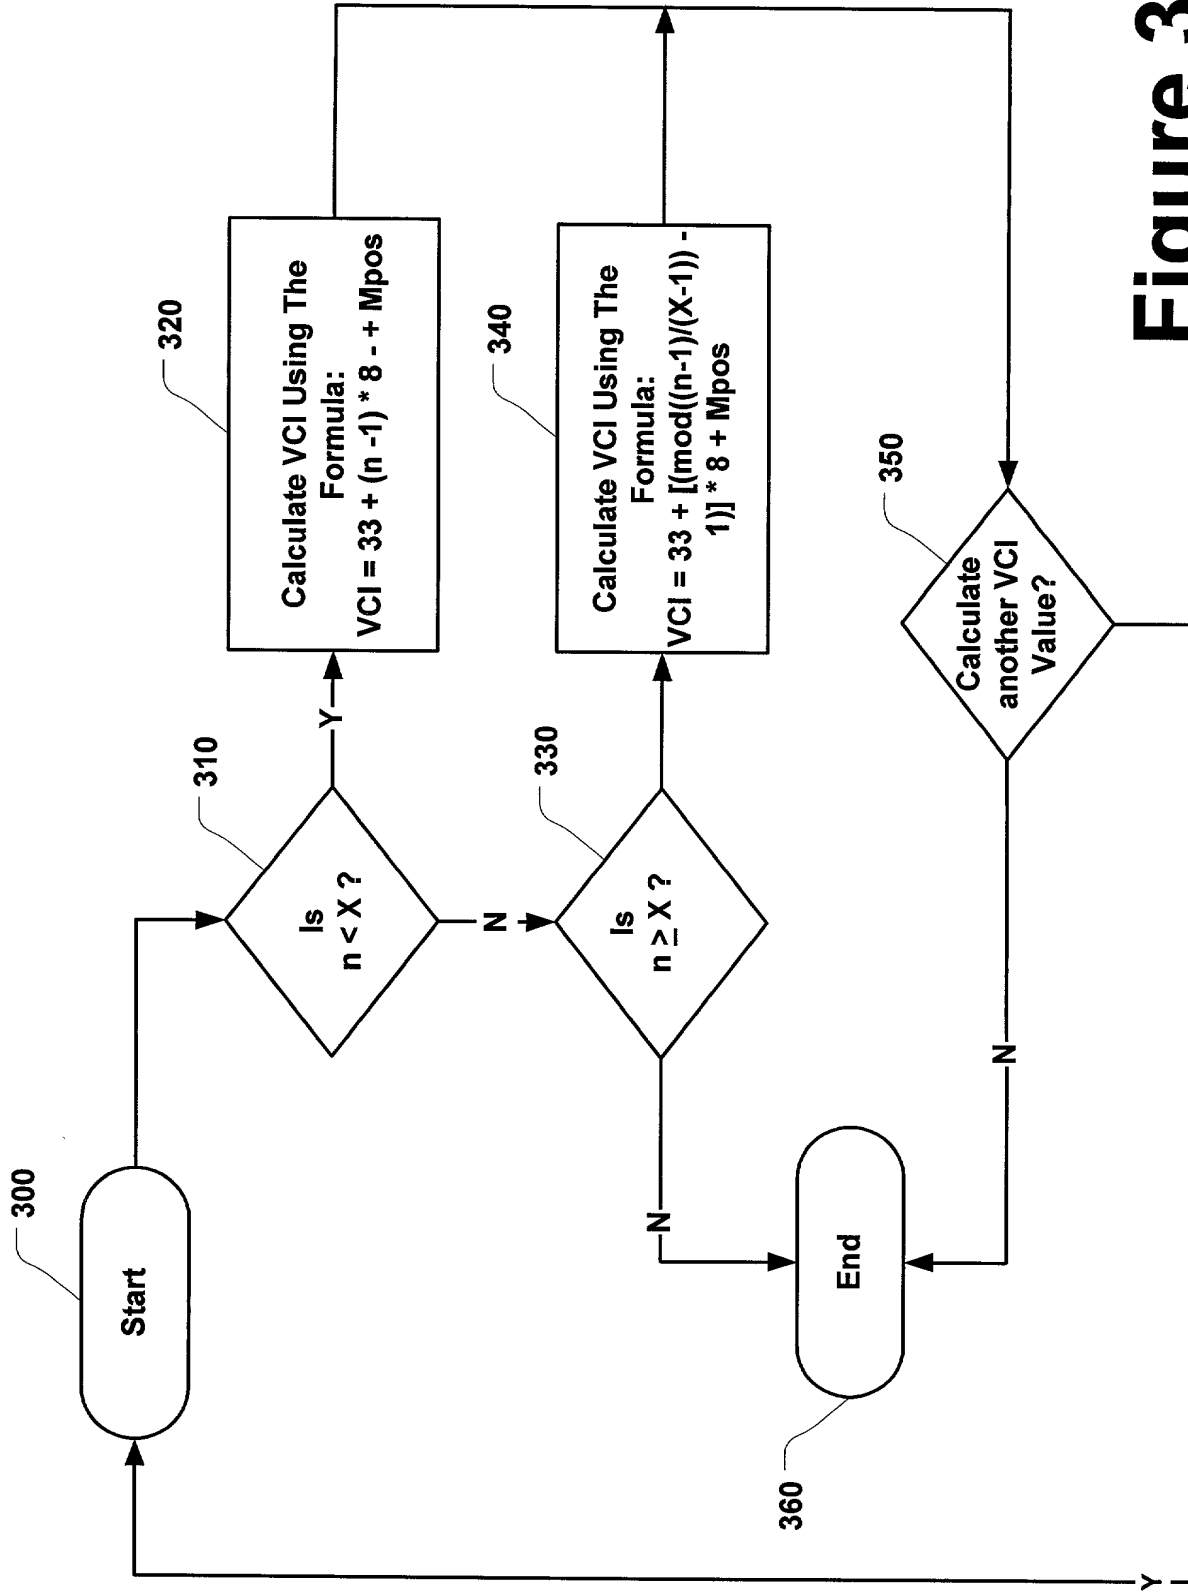 300
Start
310
Is
n < X ?
Y
320
Calculate VCI Using The
Formula:
VCI = 33 + (n -1) * 8 - + Mpos
N
330
Is
n ≥ X ?
340
Calculate VCI Using The
Formula:
VCI = 33 + [(mod((n-1)/(X-1)) -
1)] * 8 + Mpos
N
360
End
N
350
Calculate
another VCI
Value?
Y
Figure 3